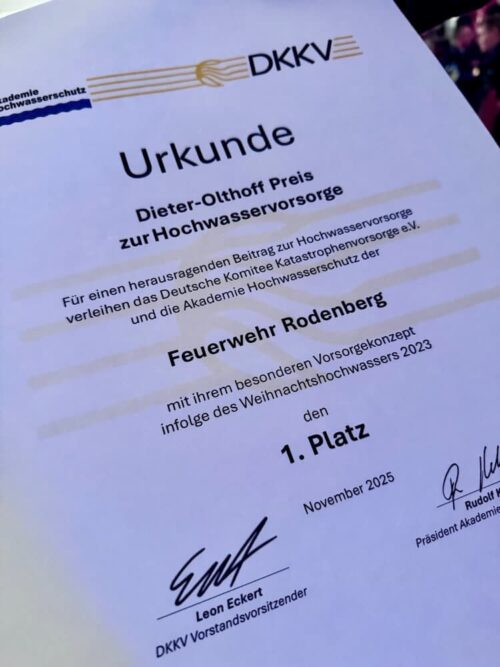 DKKV
Hochwasserschutz
Urkunde
Dieter-Olthoff Preis
zur Hochwasservorsorge
Für einen herausragenden Beitrag zur Hochwasservorsorge
verleihen das Deutsche Komitee Katastrophenvorsorge e.V.
und die Akademie Hochwasserschutz der
Feuerwehr Rodenberg
mit ihrem besonderen Vorsorgekonzept
infolge des Weihnachtshochwassers 2023
den
1. Platz
November 2025
Leon Eckert
DKKV Vorstandsvorsitzender
Rudolf
Präsident Akademie